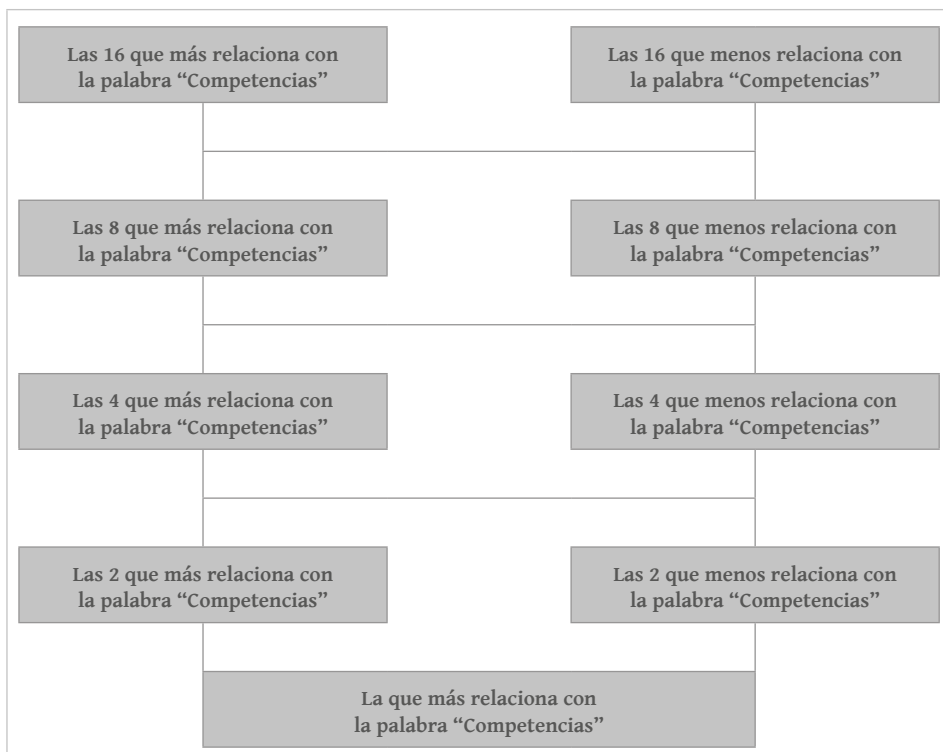 Las 16 que más relaciona con
la palabra “Competencias”
Las 16 que menos relaciona con
la palabra “Competencias”
Las 8 que más relaciona con
la palabra “Competencias”
Las 8 que menos relaciona con
la palabra “Competencias”
Las 4 que más relaciona con
la palabra “Competencias”
Las 4 que menos relaciona con
la palabra “Competencias”
Las 2 que más relaciona con
la palabra “Competencias”
Las 2 que menos relaciona con
la palabra “Competencias”
La que más relaciona con
la palabra “Competencias”